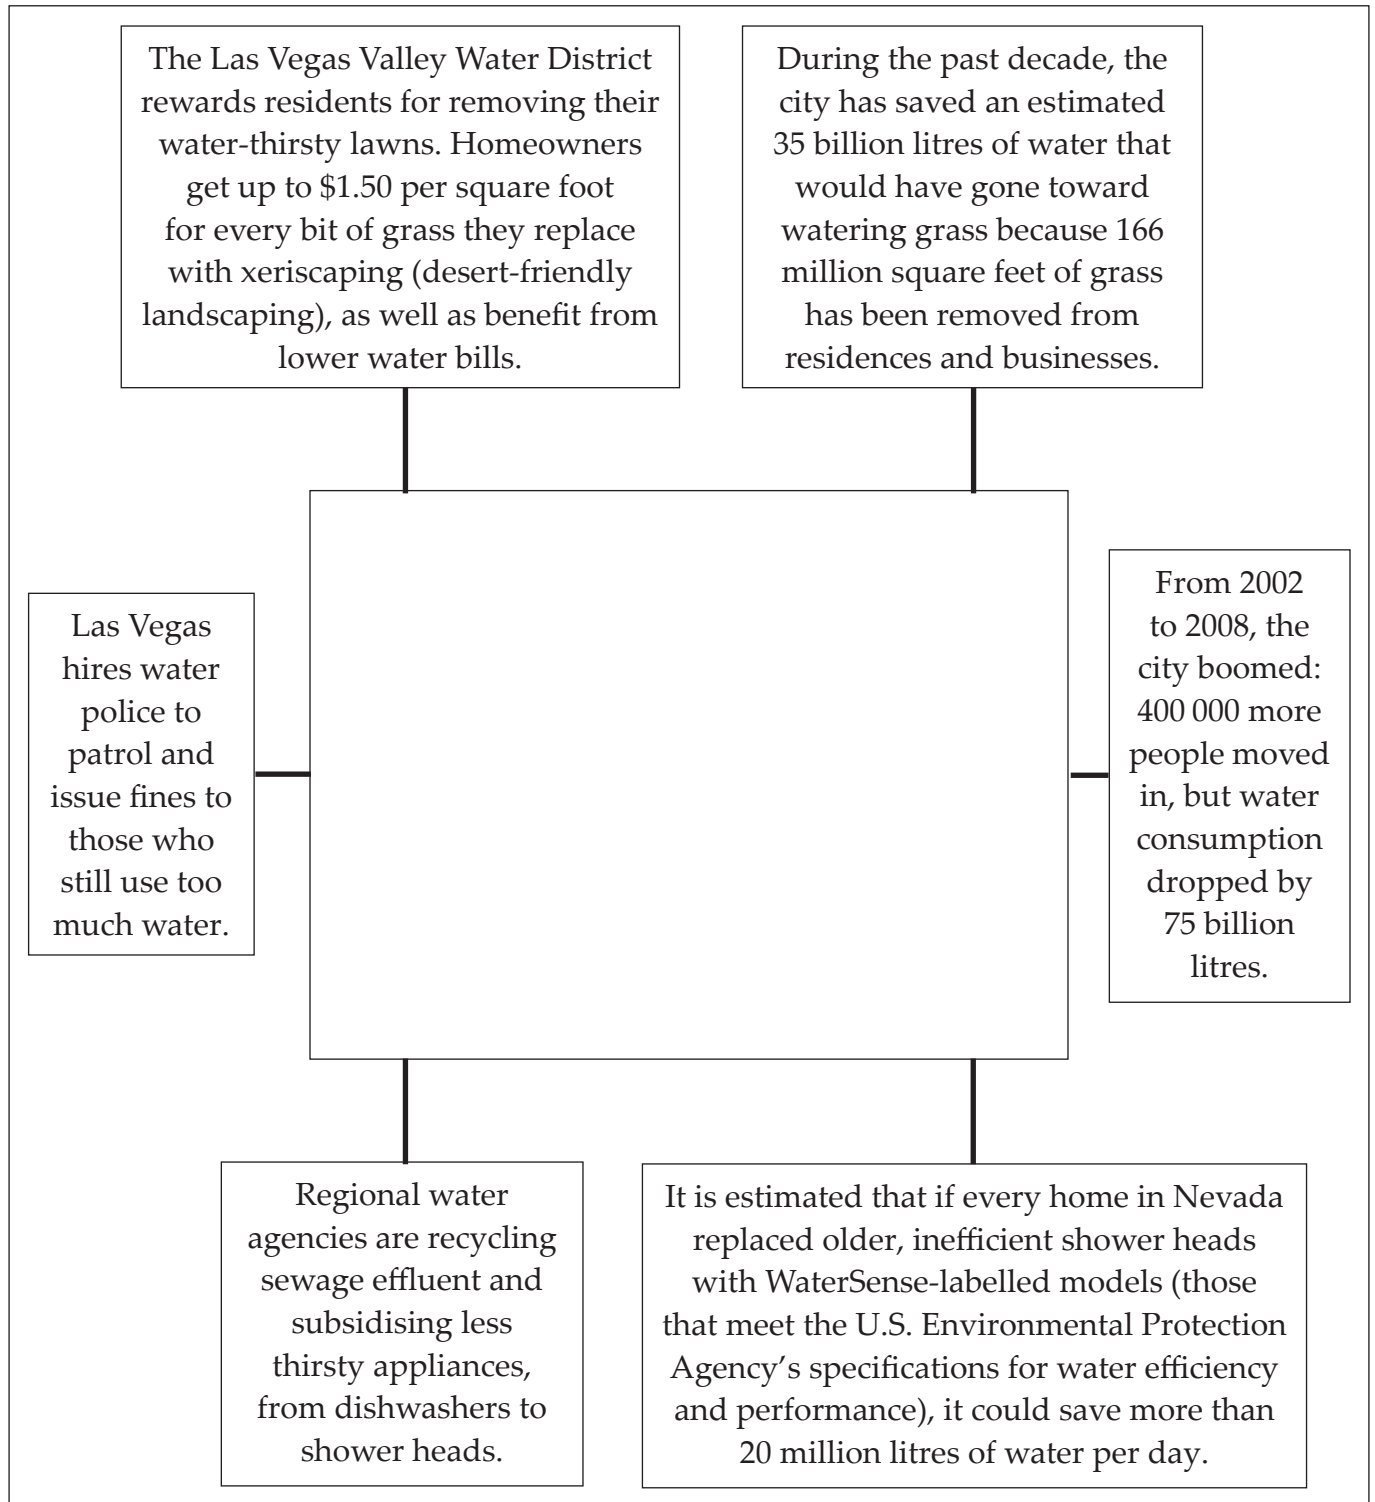 The Las Vegas Valley Water District
rewards residents for removing their
water-thirsty lawns. Homeowners
get up to $1.50 per square foot
for every bit of grass they replace
with xeriscaping (desert-friendly
landscaping), as well as benefit from
lower water bills.
During the past decade, the
city has saved an estimated
35 billion litres of water that
would have gone toward
watering grass because 166
million square feet of grass
has been removed from
residences and businesses.
Las Vegas
hires water
police to
patrol and
issue fines to
those who
still use too
much water.
From 2002
to 2008, the
city boomed:
400 000 more
people moved
in, but water
consumption
dropped by
75 billion
litres.
Regional water
agencies are recycling
sewage effluent and
subsidising less
thirsty appliances,
from dishwashers to
shower heads.
It is estimated that if every home in Nevada
replaced older, inefficient shower heads
with WaterSense-labelled models (those
that meet the U.S. Environmental Protection
Agency's specifications for water efficiency
and performance), it could save more than
20 million litres of water per day.